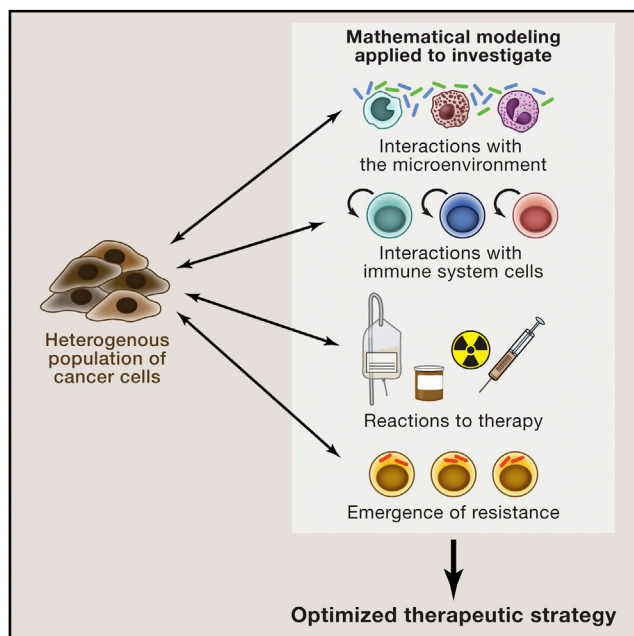 Mathematical modeling
applied to investigate
Interactions with
the microenvironment
Interactions with
immune system cells
Heterogenous
population of
cancer cells
Reactions to therapy
Emergence of resistance
Optimized therapeutic strategy